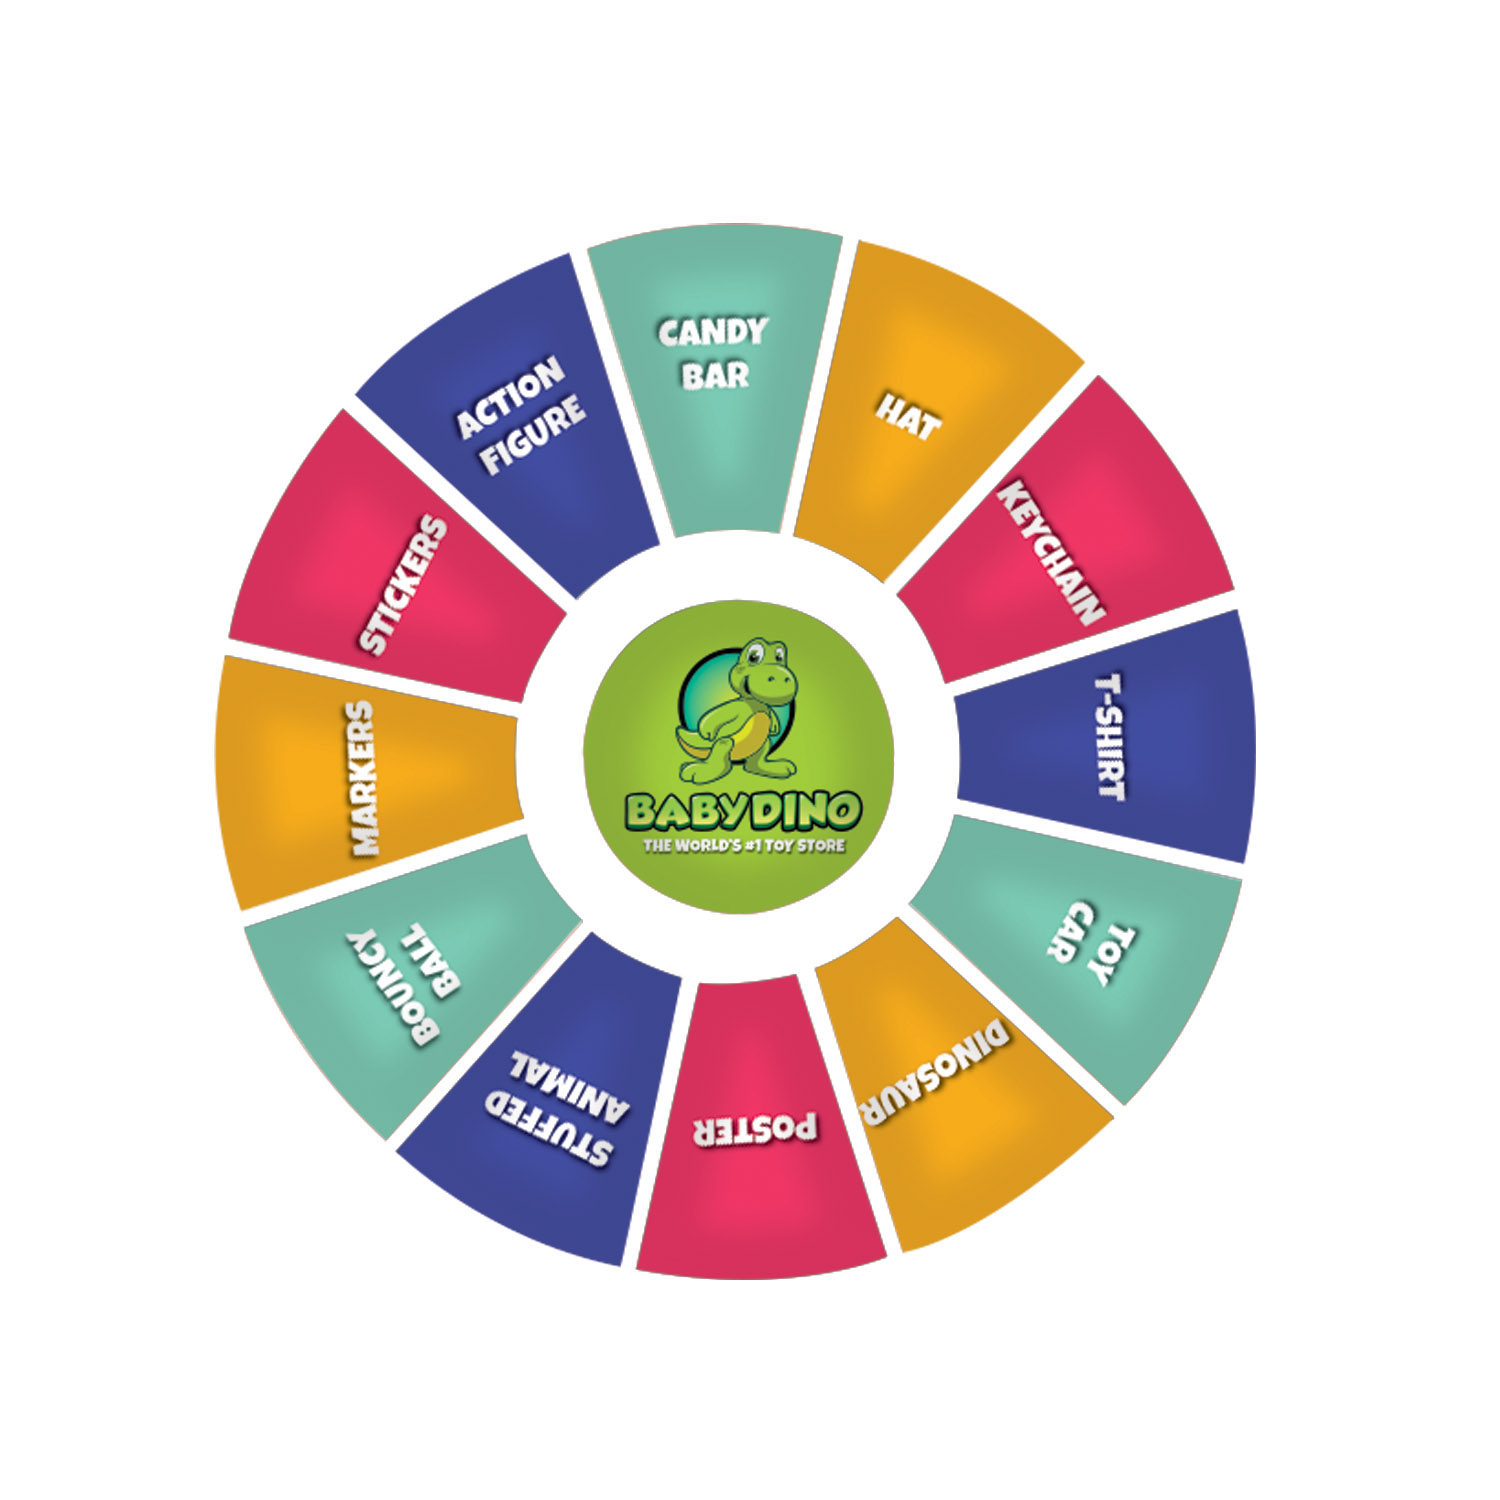 CANDY
BAR
HAT
KEYCHAIN
T-SHIRT
TOY
CAR
DINOSAUR
POSTER
STUFFED
ANIMAL
BOUNCY
BALL
MARKERS
STICKERS
ACTION
FIGURE
BABYDINO
THE WORLD'S #1 TOY STORE